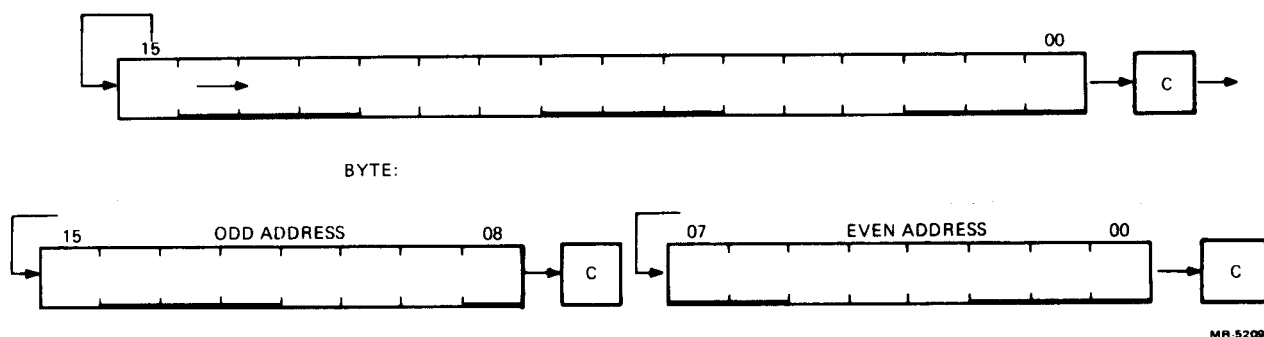 15 00
C
BYTE:
15 ODD ADDRESS 08 07 EVEN ADDRESS 00
C C
MR-5209